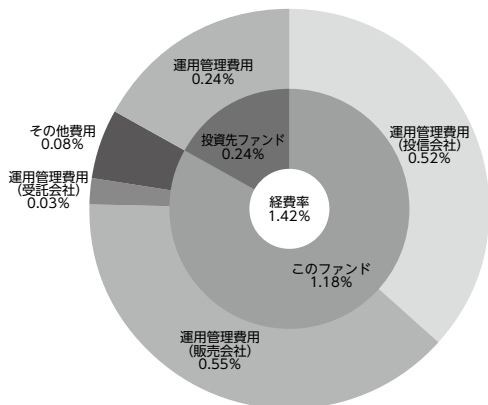 運用管理費用
0.24%
その他費用
0.08%
投資先ファンド
0.24%
運用管理費用
(投信会社)
0.52%
運用管理費用
(受託会社)
0.03%
経費率
1.42%
このファンド
1.18%
運用管理費用
(販売会社)
0.55%